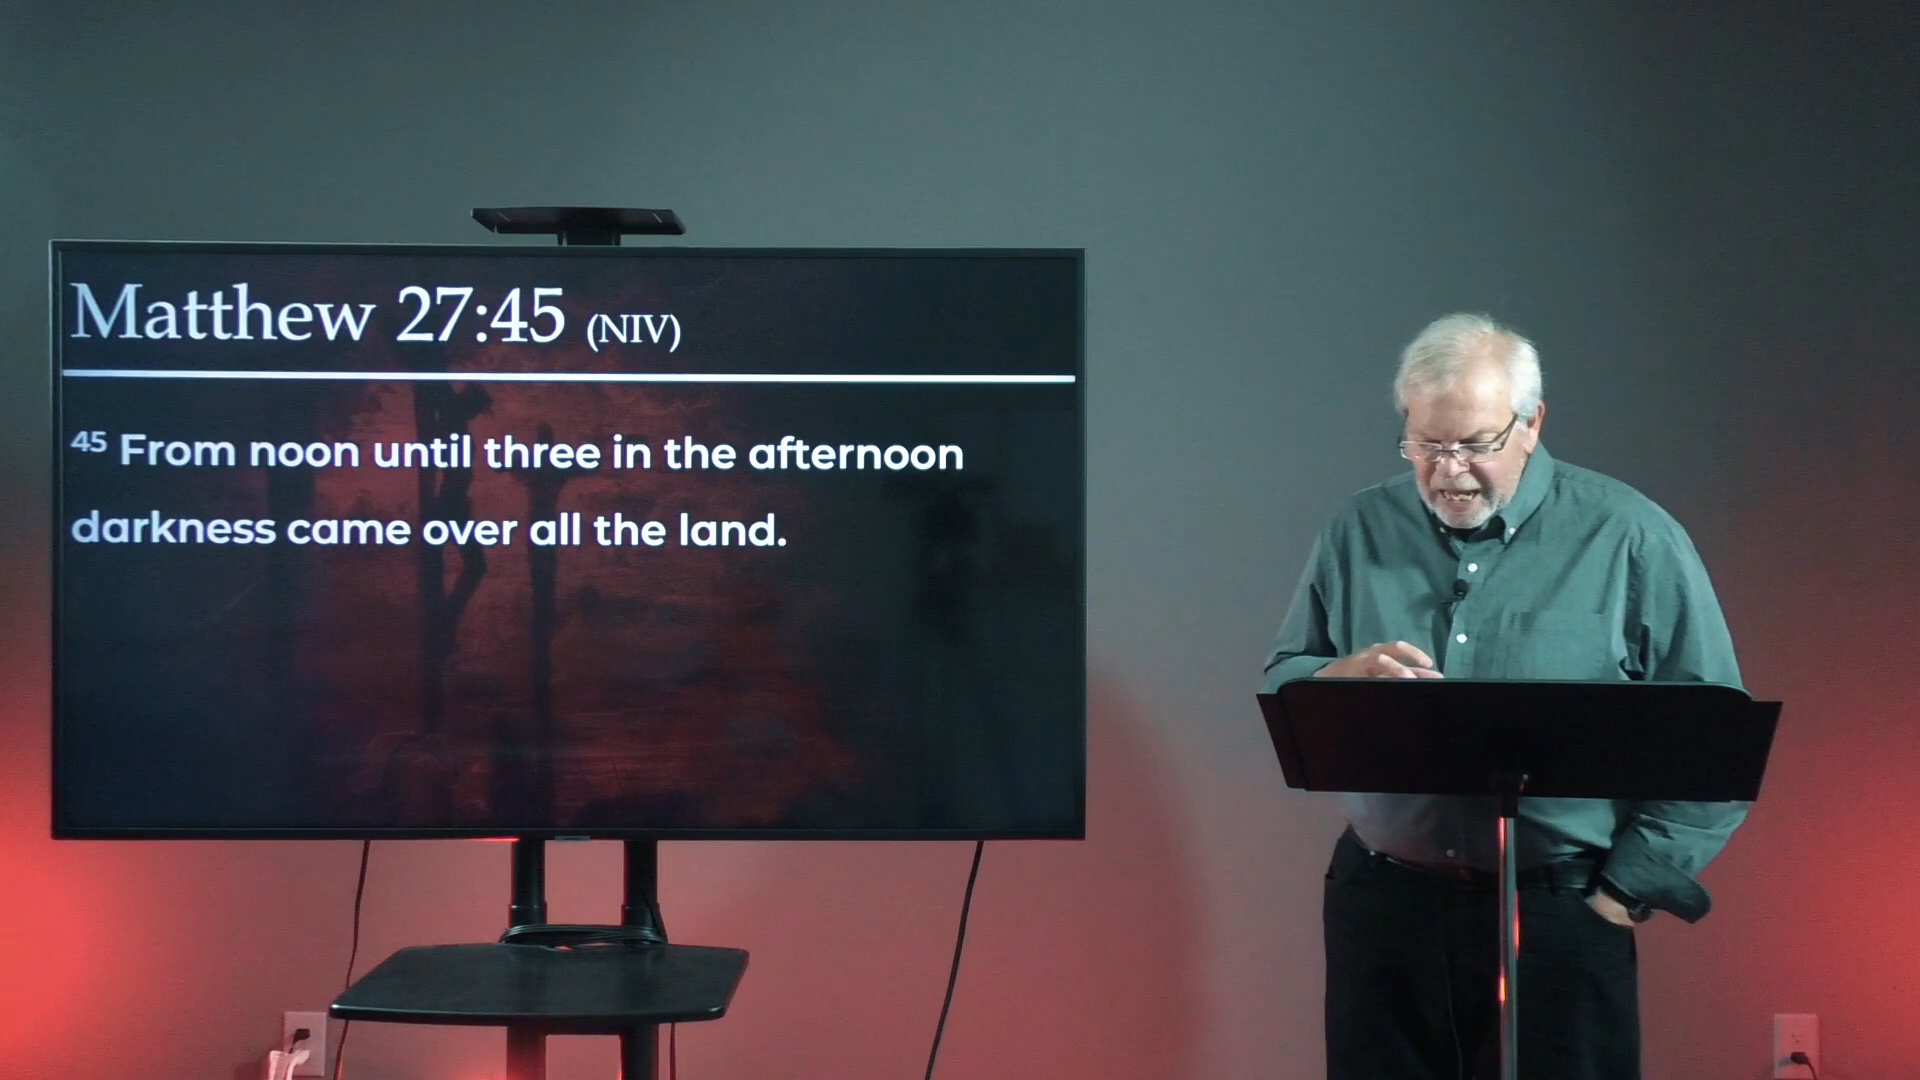 Matthew 27:45 (NIV)
45 From noon until three in the afternoon
darkness came over all the land.